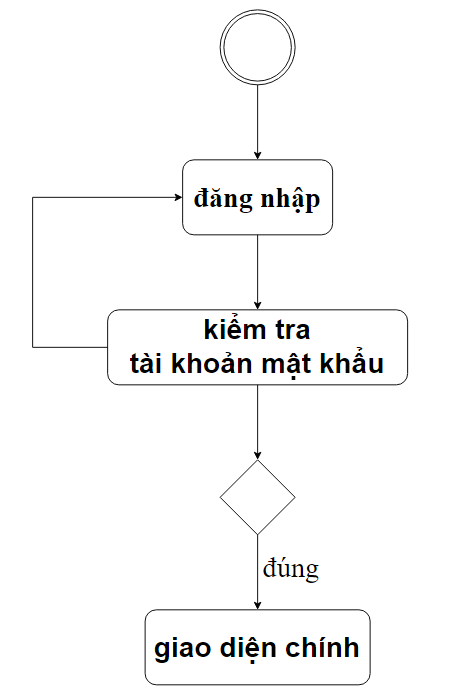 đăng nhập
kiểm tra
tài khoản mật khẩu
đúng
giao diện chính